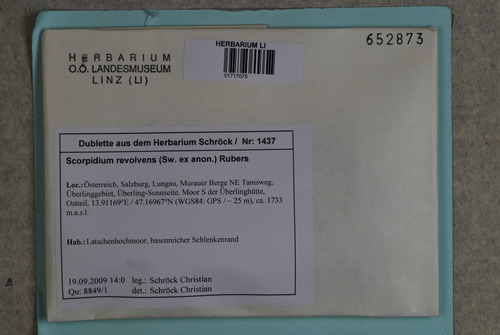 HERBARIUM
O.Ö. LANDESMUSEUM
LINZ (LI)
HERBARIUM LI
01717075
652873
Dublette aus dem Herbarium Schröck / Nr: 1437
Scorpidium revolvens (Sw. ex anon.) Rubers
Loc.: Österreich, Salzburg, Lungau, Murauer Berge NE Tamsweg,
Überlinggebiet, Überling-Sonnseite, Moor S der Überlinghütte,
Ostteil, 13.91169°E / 47.16967°N (WGS84: GPS / ~ 25 m), ca. 1733
m.a.s.l.
Hab.: Latschenhochmoor, basenreicher Schlenkenrand
19.09.2009 14:0 leg.: Schröck Christian
Qu: 8849/1 det.: Schröck Christian